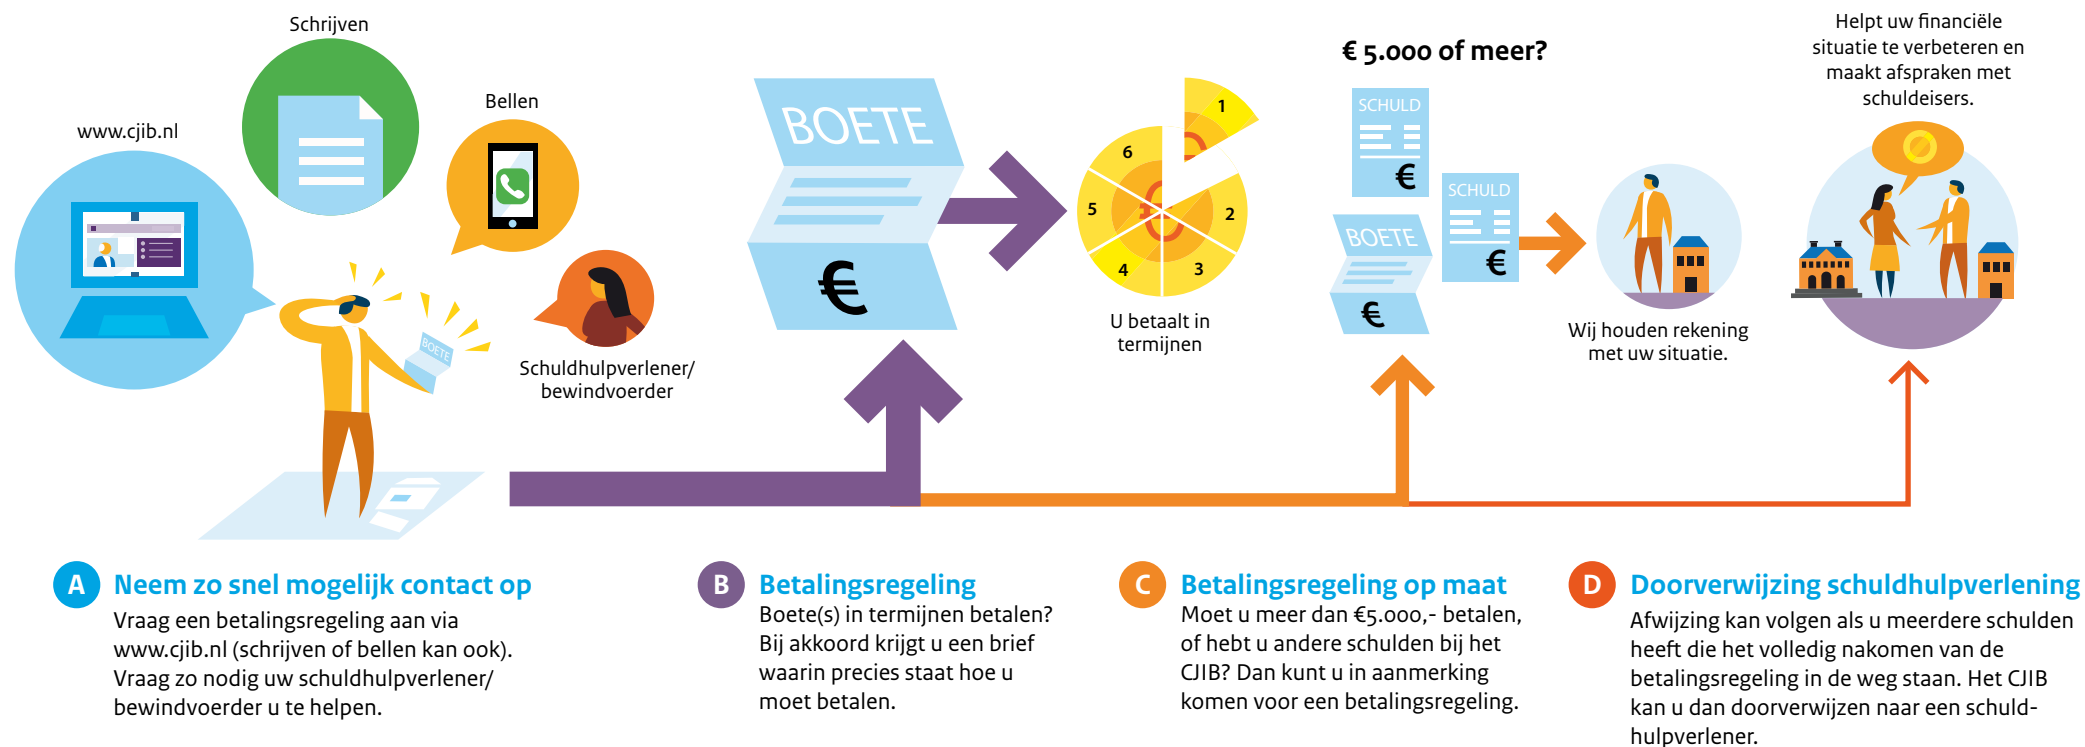 www.cjib.nl
Schrijven
Bellen
BOETE
Schuldhulpverlener/
bewindvoerder
BOETE
€
1
2
3
4
5
6
€
U betaalt in
termijnen
€ 5.000 of meer?
SCHULD
€
SCHULD
€
BOETE
€
Wij houden rekening
met uw situatie.
Helpt uw financiële
situatie te verbeteren en
maakt afspraken met
schuldeisers.
A Neem zo snel mogelijk contact op
Vraag een betalingsregeling aan via
www.cjib.nl (schrijven of bellen kan ook).
Vraag zo nodig uw schuldhulpverlener/
bewindvoerder u te helpen.
B Betalingsregeling
Boete(s) in termijnen betalen?
Bij akkoord krijgt u een brief
waarin precies staat hoe u
moet betalen.
C Betalingsregeling op maat
Moet u meer dan €5.000,- betalen,
of hebt u andere schulden bij het
CJIB? Dan kunt u in aanmerking
komen voor een betalingsregeling.
D Doorverwijzing schuldhulpverlening
Afwijzing kan volgen als u meerdere schulden
heeft die het volledig nakomen van de
betalingsregeling in de weg staan. Het CJIB
kan u dan doorverwijzen naar een schuld-
hulpverlener.